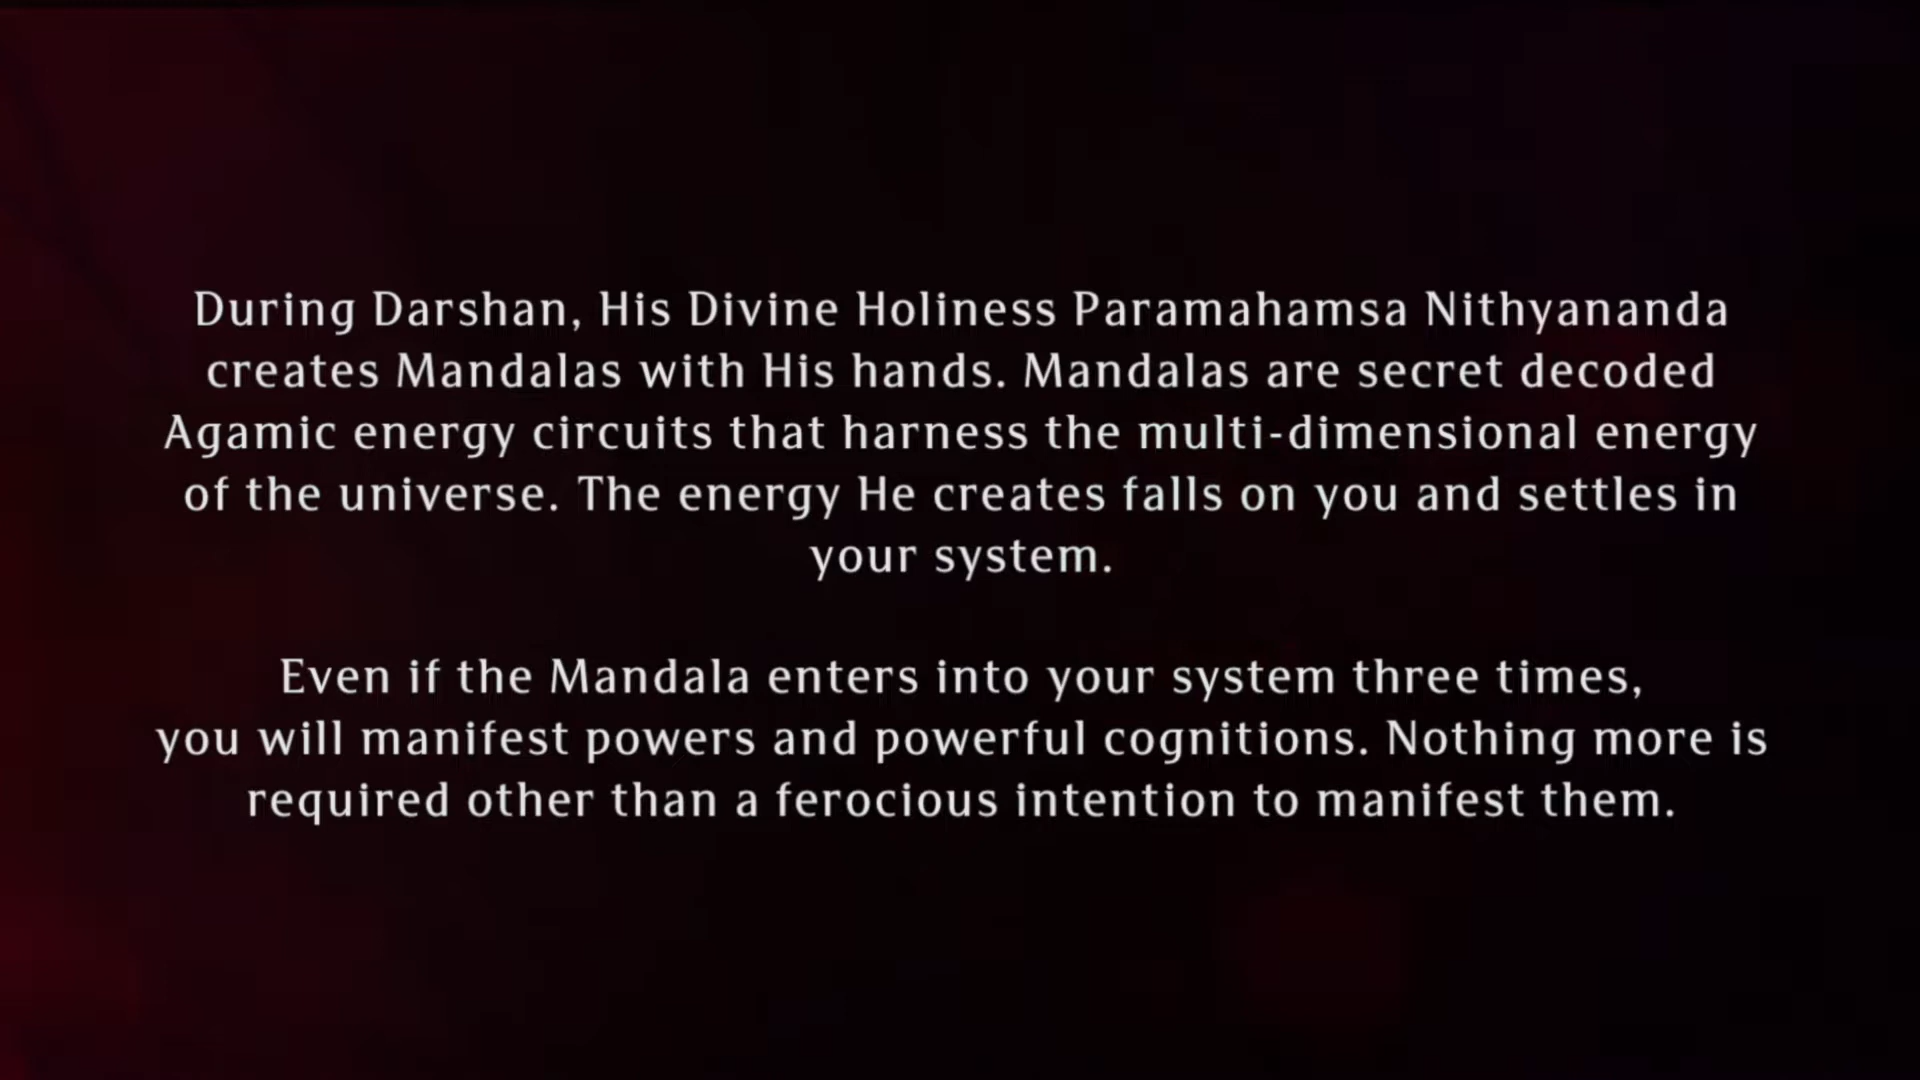 During Darshan, His Divine Holiness Paramahamsa Nithyananda
creates Mandalas with His hands. Mandalas are secret decoded
Agamic energy circuits that harness the multi-dimensional energy
of the universe. The energy He creates falls on you and settles in
your system.
Even if the Mandala enters into your system three times,
you will manifest powers and powerful cognitions. Nothing more is
required other than a ferocious intention to manifest them.